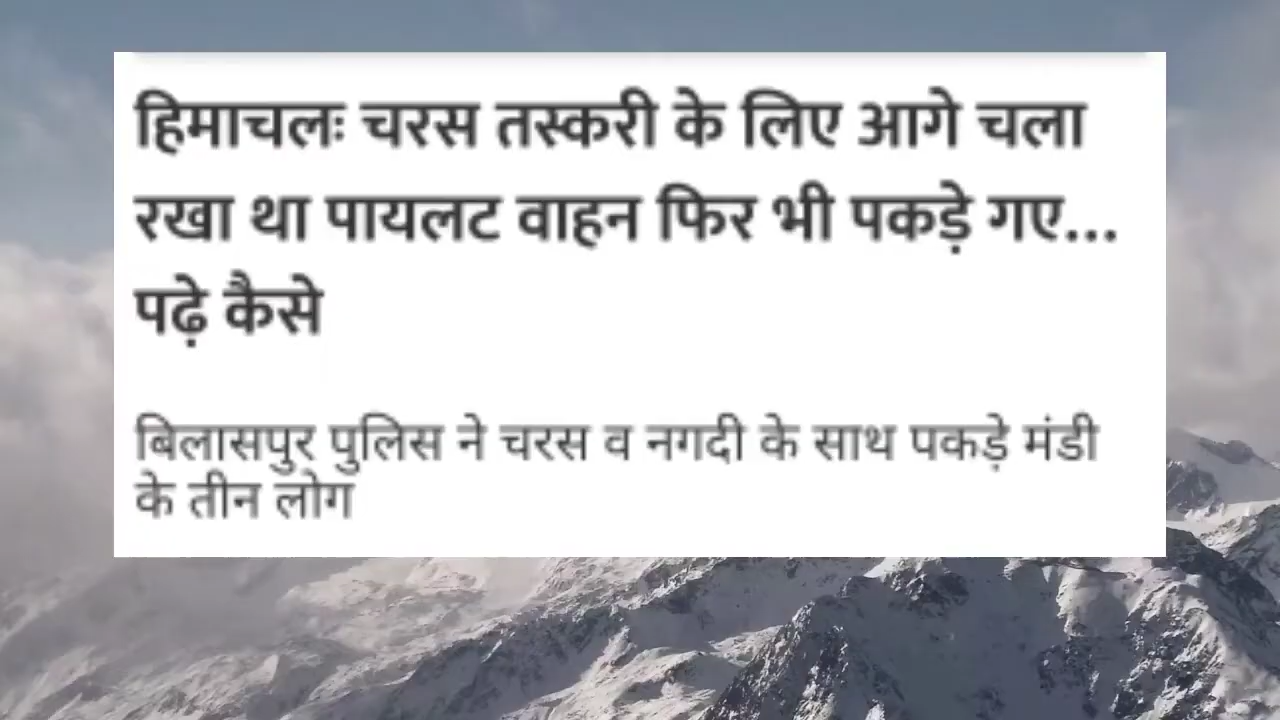 हिमाचलः चरस तस्करी के लिए आगे चला
रखा था पायलट वाहन फिर भी पकड़े गए...
पढ़े कैसे
बिलासपुर पुलिस ने चरस व नगदी के साथ पकड़े मंडी
के तीन लोग